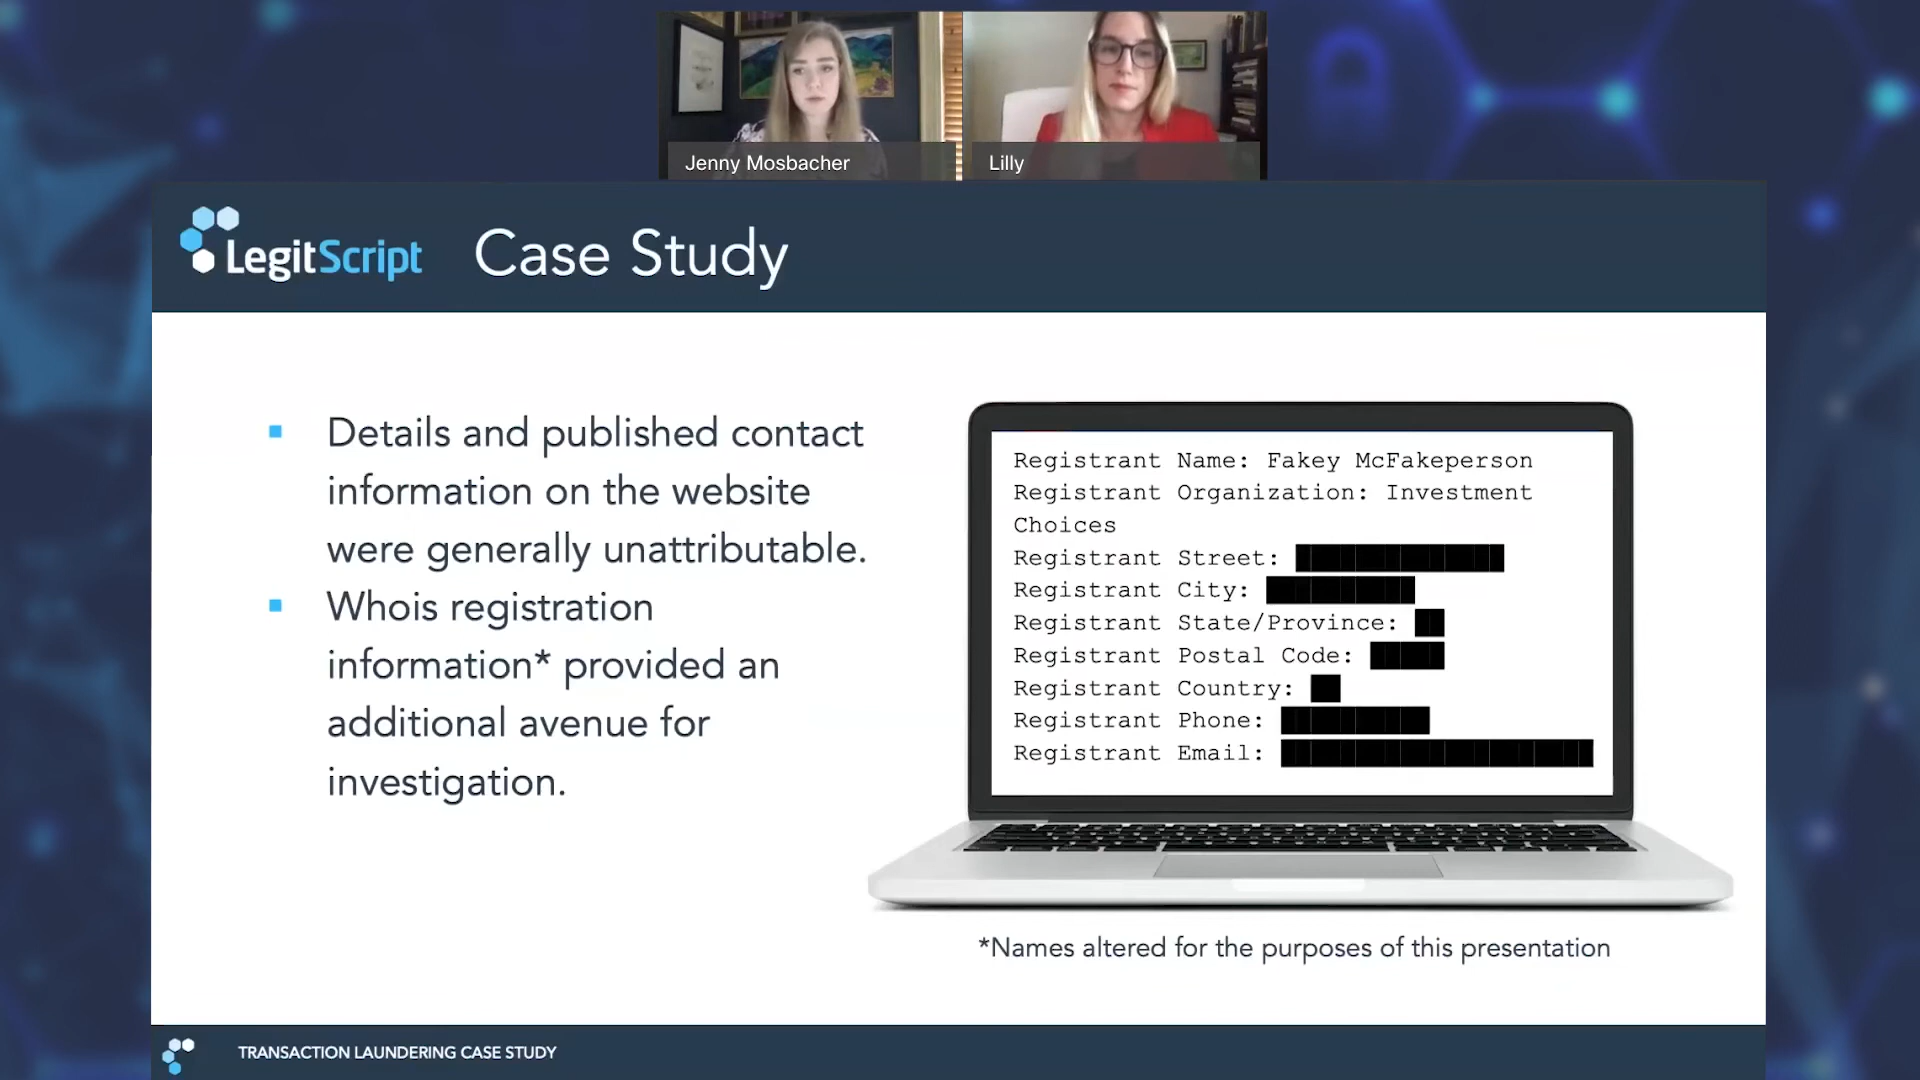 Jenny Mosbacher
Lilly
LegitScript
Case Study
Details and published contact
information on the website
were generally unattributable.
Whois registration
information* provided an
additional avenue for
investigation.
Registrant Name: Fakey McFakeperson
Registrant Organization: Investment
Choices
Registrant Street:
Registrant City:
Registrant State/Province:
Registrant Postal Code:
Registrant Country:
Registrant Phone:
Registrant Email:
*Names altered for the purposes of this presentation
TRANSACTION LAUNDERING CASE STUDY